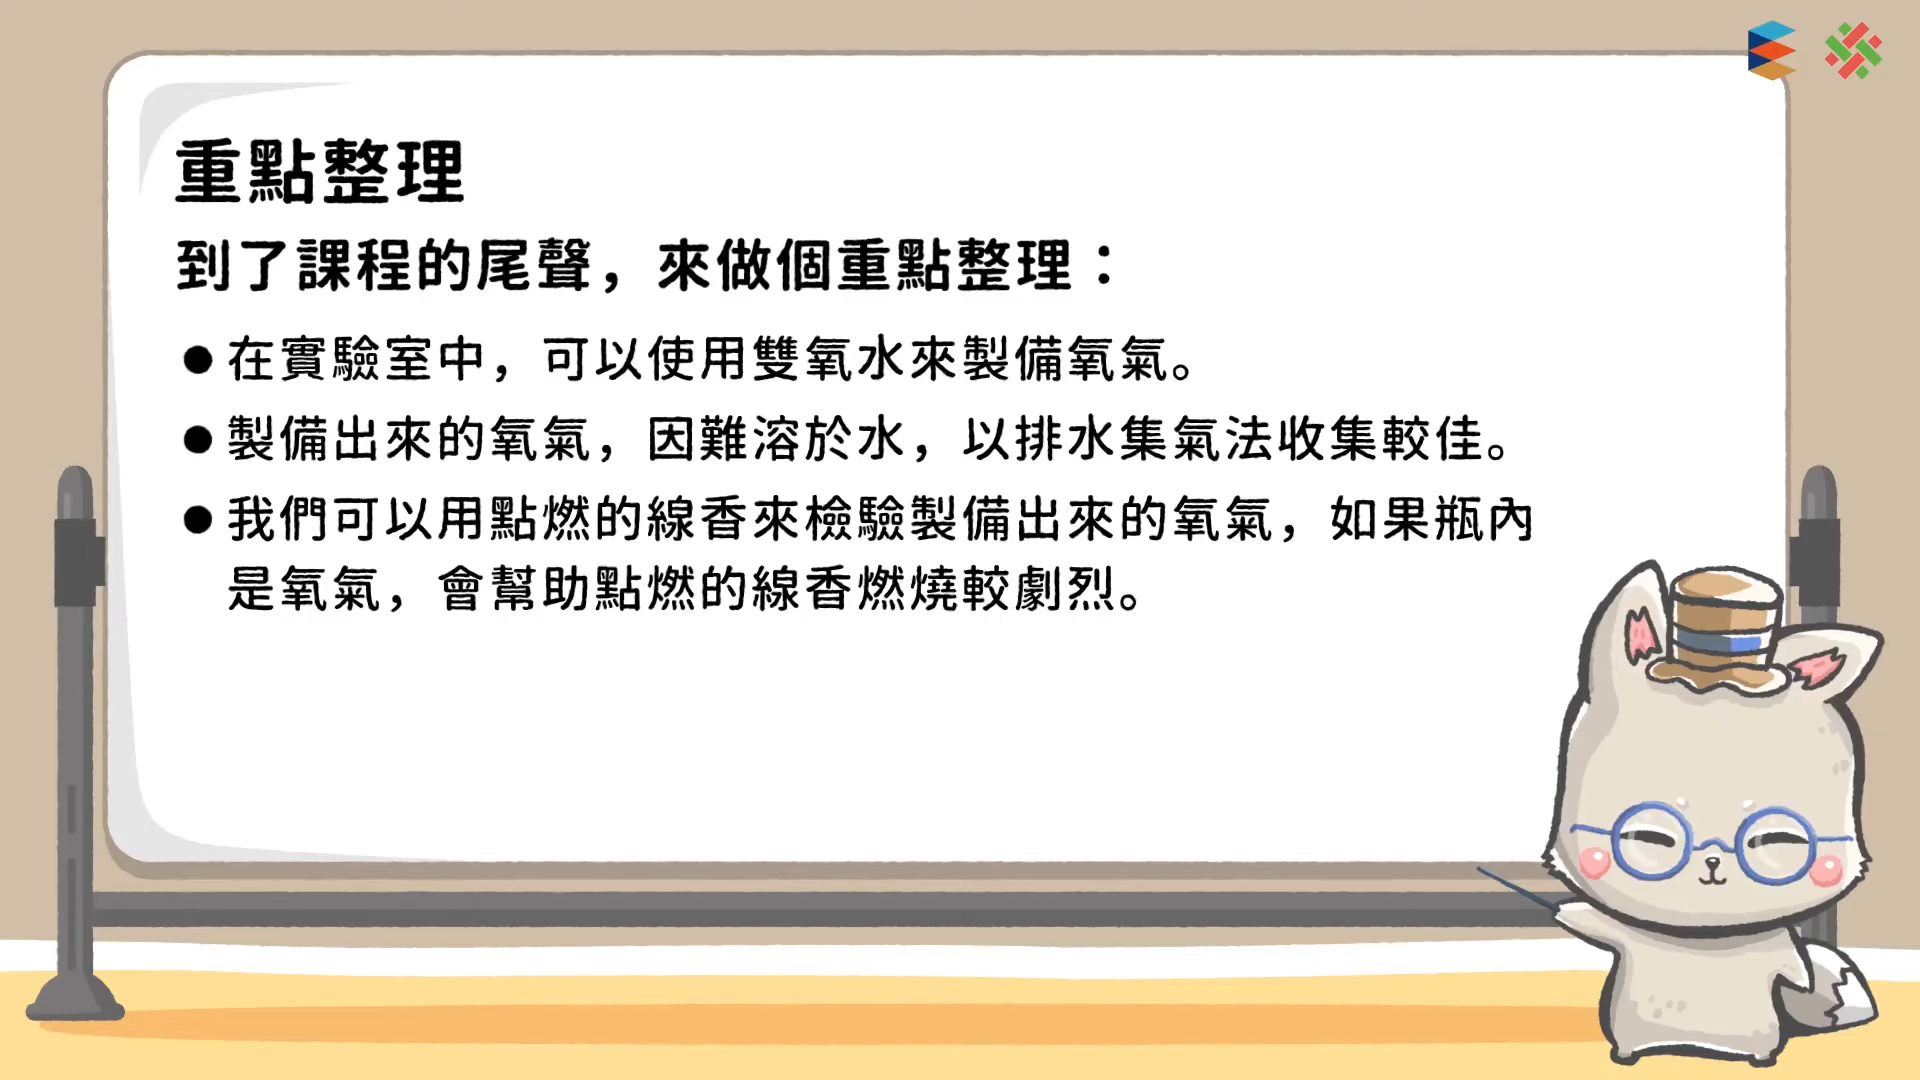 重點整理
到了課程的尾聲，來做個重點整理：
●在實驗室中，可以使用雙氧水來製備氧氣。
●製備出來的氧氣，因難溶於水，以排水集氣法收集較佳。
●我們可以用點燃的線香來檢驗製備出來的氧氣，如果瓶內
是氧氣，會幫助點燃的線香燃燒較劇烈。